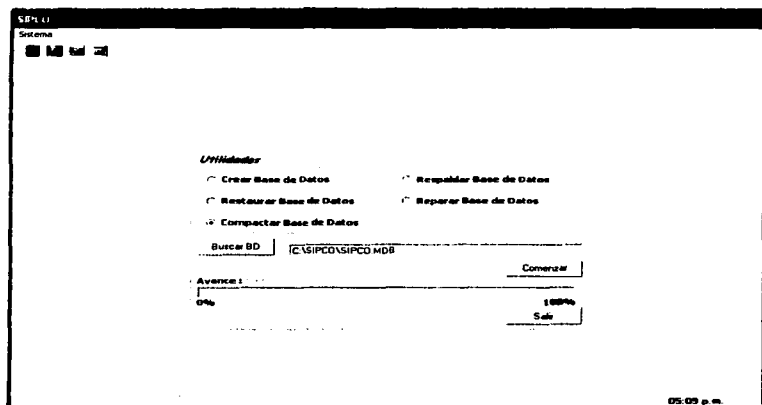 SIPCO
Sistema
Utilidades
Crear Base de Datos
Respaldar Base de Datos
Restaurar Base de Datos
Reparar Base de Datos
Compactar Base de Datos
Buscar BD
C:\SIPCO\SIPCO.MDB
Comenzar
Avance :
0%
100%
Salir
05:09 p.m.